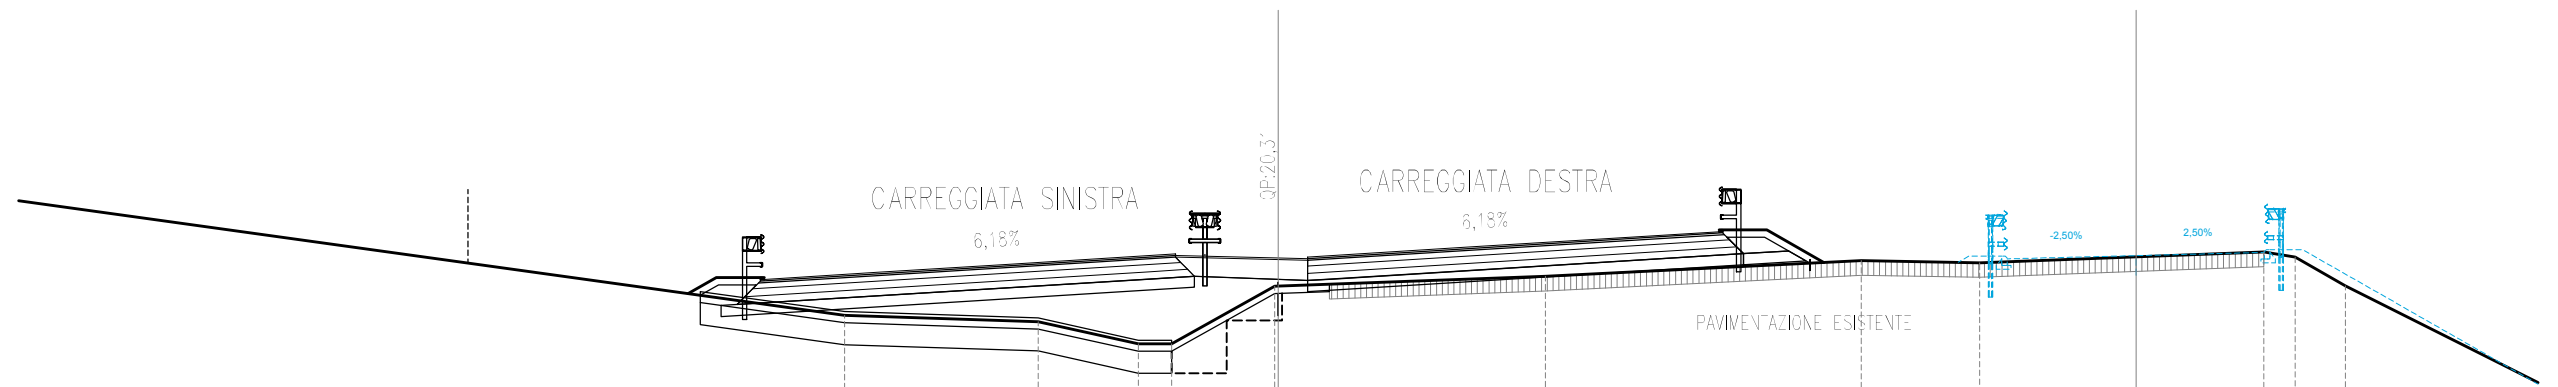 CARREGGIATA SINISTRA
6,18%
QP:20,3
CARREGGIATA DESTRA
6,18%
-2,50%
2,50%
PAVIMENTAZIONE ESISTENTE